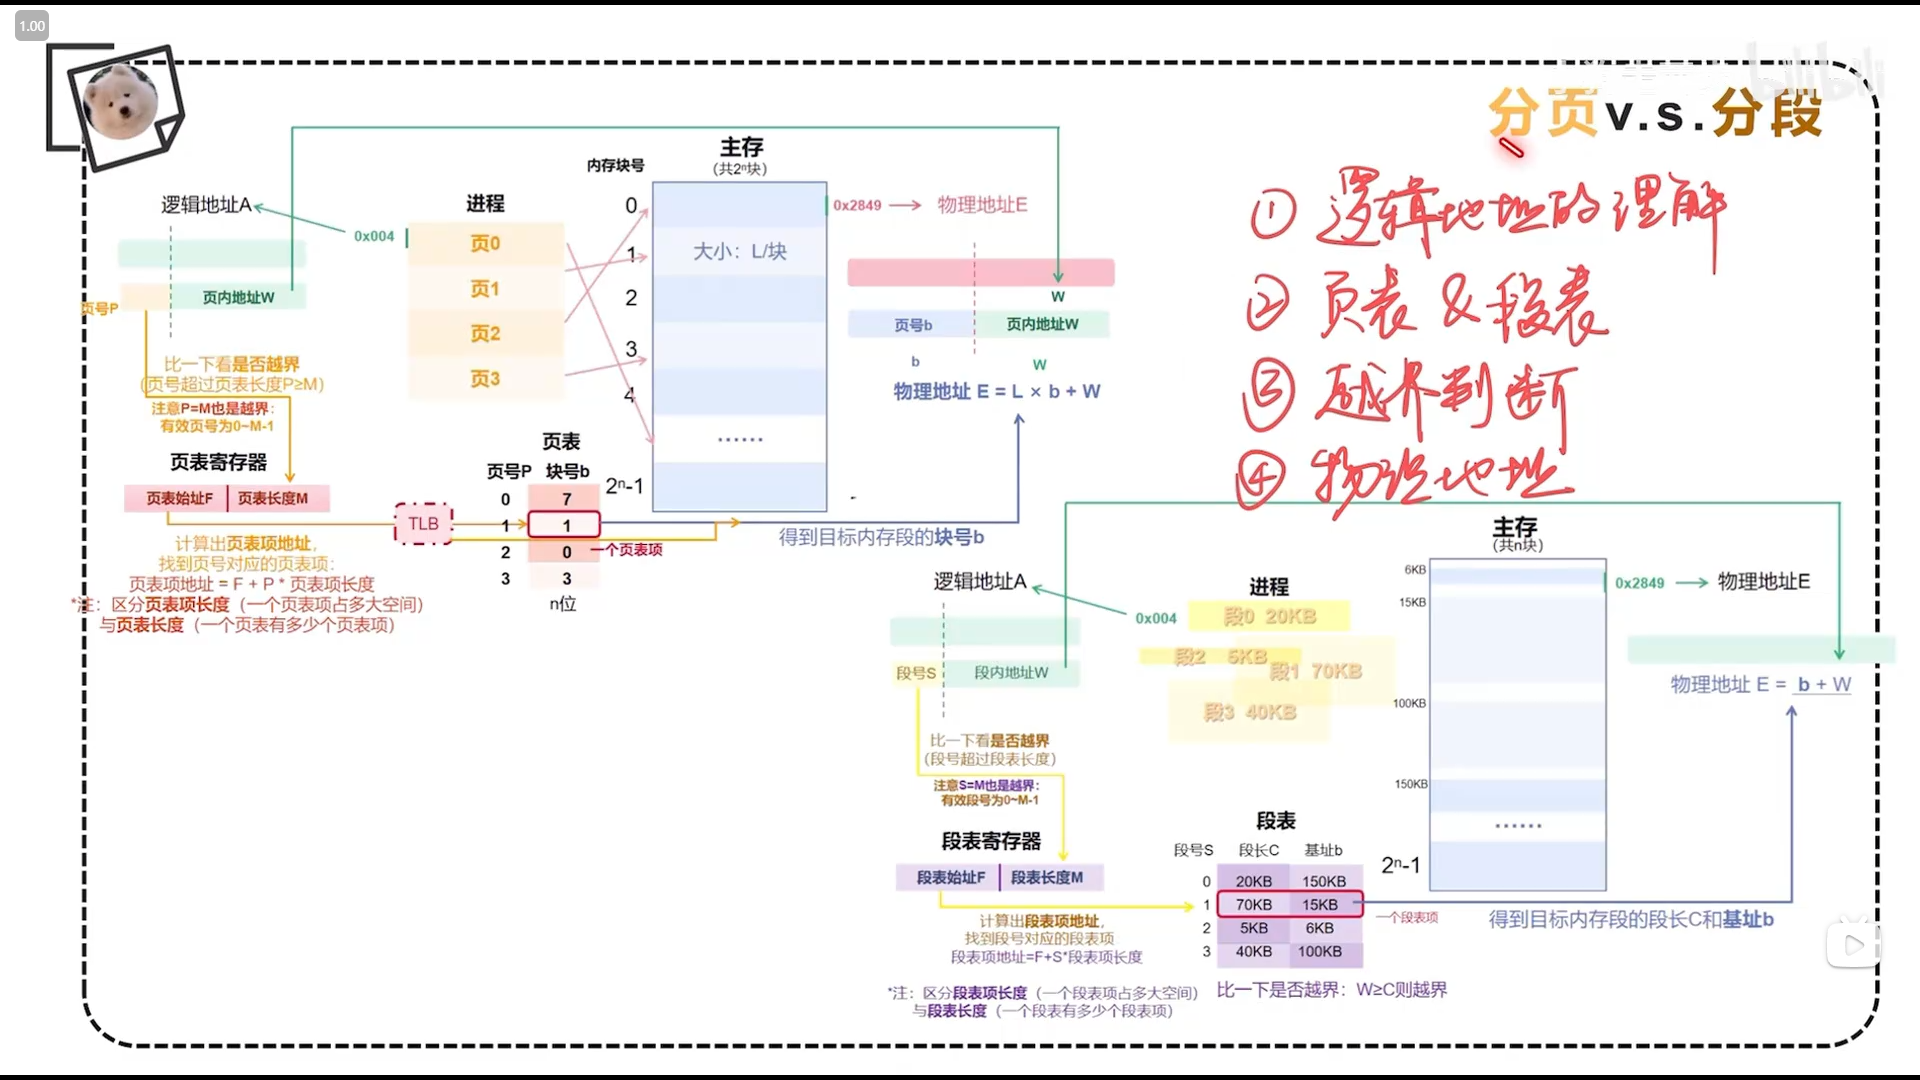 1.00
bilibili
分页v.s.分段
① 逻辑地址的理解
② 页表 & 段表
③ 越界判断
④ 物理地址
主存
(共2ⁿ块)
内存块号
0
1
2
3
4
2ⁿ-1
大小：L/块
······
逻辑地址A
0x004
进程
页0
页1
页2
页3
0x2849
物理地址E
页号P
页内地址W
W
页号b
页内地址W
b
W
物理地址 E = L × b + W
比一下看是否越界
(页号超过页表长度P≥M)
注意P=M也是越界：
有效页号为0~M-1
页表寄存器
页表始址F
页表长度M
TLB
页表
页号P 块号b
0 7
1 1
2 0
3 3
n位
一个页表项
得到目标内存段的块号b
计算出页表项地址，
找到页号对应的页表项：
页表项地址 = F + P * 页表项长度
*注：区分页表项长度（一个页表项占多大空间）
与页表长度（一个页表有多少个页表项）
逻辑地址A
0x004
进程
段0 20KB
段2 5KB
段1 70KB
段3 40KB
主存
(共n块)
6KB
15KB
100KB
150KB
······
2ⁿ-1
0x2849
物理地址E
段号S
段内地址W
物理地址 E = b + W
比一下看是否越界
(段号超过段表长度)
注意S=M也是越界：
有效段号为0~M-1
段表寄存器
段表始址F
段表长度M
段表
段号S 段长C 基址b
0 20KB 150KB
1 70KB 15KB
2 5KB 6KB
3 40KB 100KB
一个段表项
得到目标内存段的段长C和基址b
计算出段表项地址，
找到段号对应的段表项
段表项地址=F+S*段表项长度
*注：区分段表项长度（一个段表项占多大空间）
与段表长度（一个段表有多少个段表项）
比一下是否越界：W≥C则越界